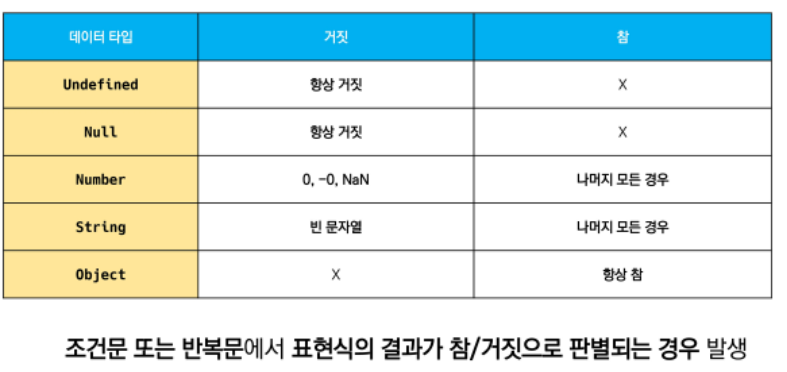 데이터 타입 거짓 참
Undefined 항상 거짓 X
Null 항상 거짓 X
Number 0, -0, NaN 나머지 모든 경우
String 빈 문자열 나머지 모든 경우
Object X 항상 참
조건문 또는 반복문에서 표현식의 결과가 참/거짓으로 판별되는 경우 발생